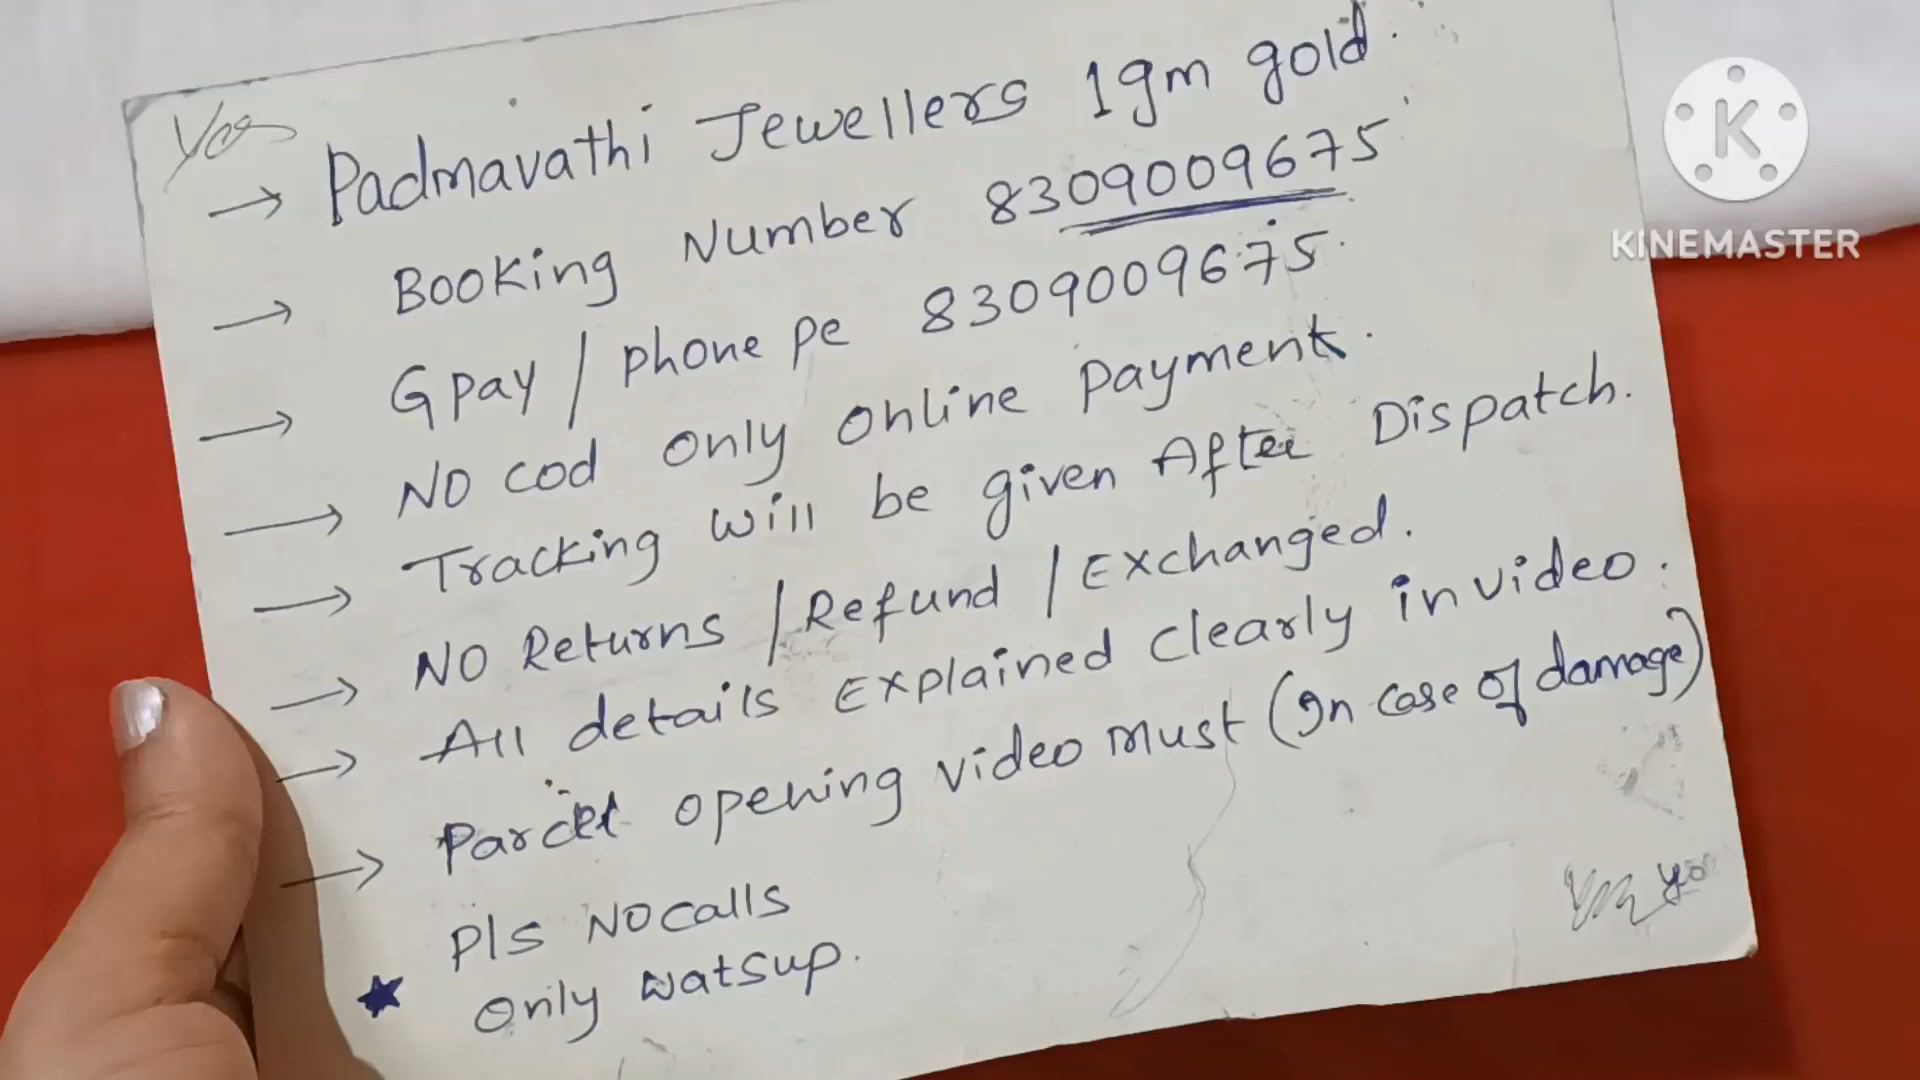 Yos
→ Padmavathi Jewellers 1gm gold.
→ Booking Number 8309009675
→ Gpay / phone pe 8309009675.
→ NO cod only online payment.
→ Tracking will be given After Dispatch.
→ NO Returns / Refund / Exchanged.
→ All details Explained clearly in video.
→ Parcel opening video must (In case of damage)
★ Pls NO calls
only watsup.
yo
K
KINEMASTER